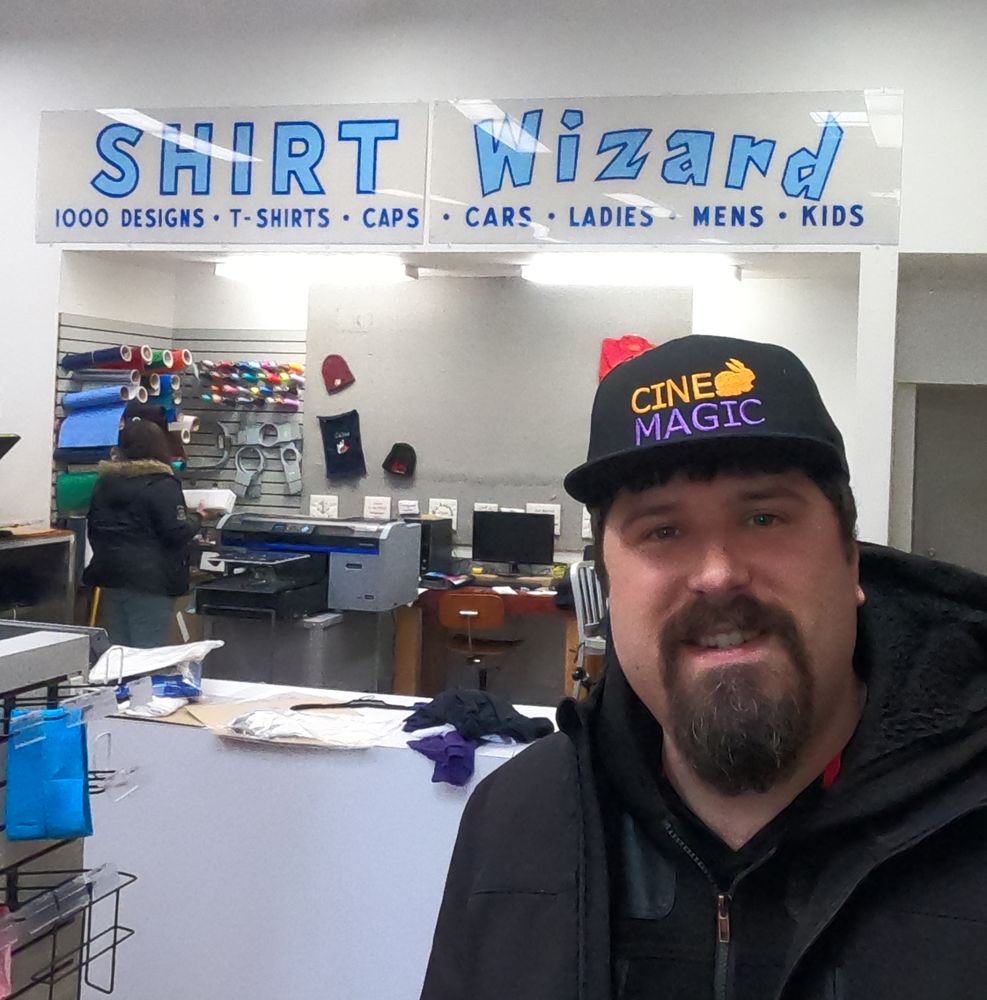 SHIRT Wizard
1000 DESIGNS • T-SHIRTS • CAPS • CARS • LADIES • MENS • KIDS
CINE
MAGIC